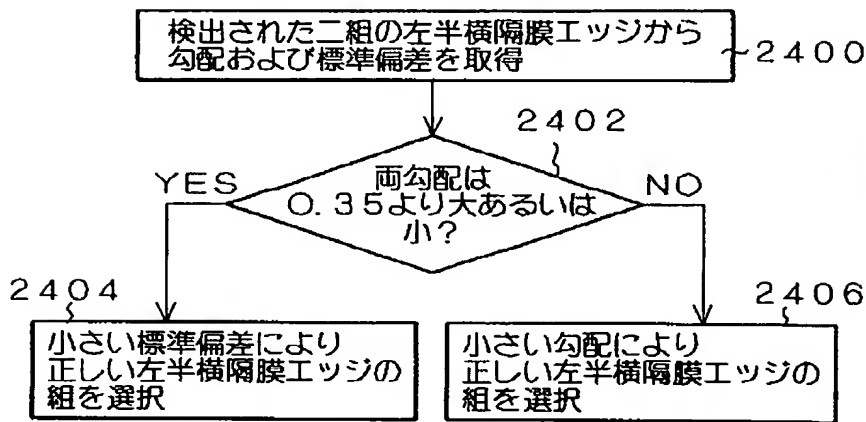 検出された二組の左半横隔膜エッジから
勾配および標準偏差を取得
2400
2402
両勾配は
0.35より大あるいは
小?
YES
NO
2404
小さい標準偏差により
正しい左半横隔膜エッジの
組を選択
2406
小さい勾配により
正しい左半横隔膜エッジの
組を選択